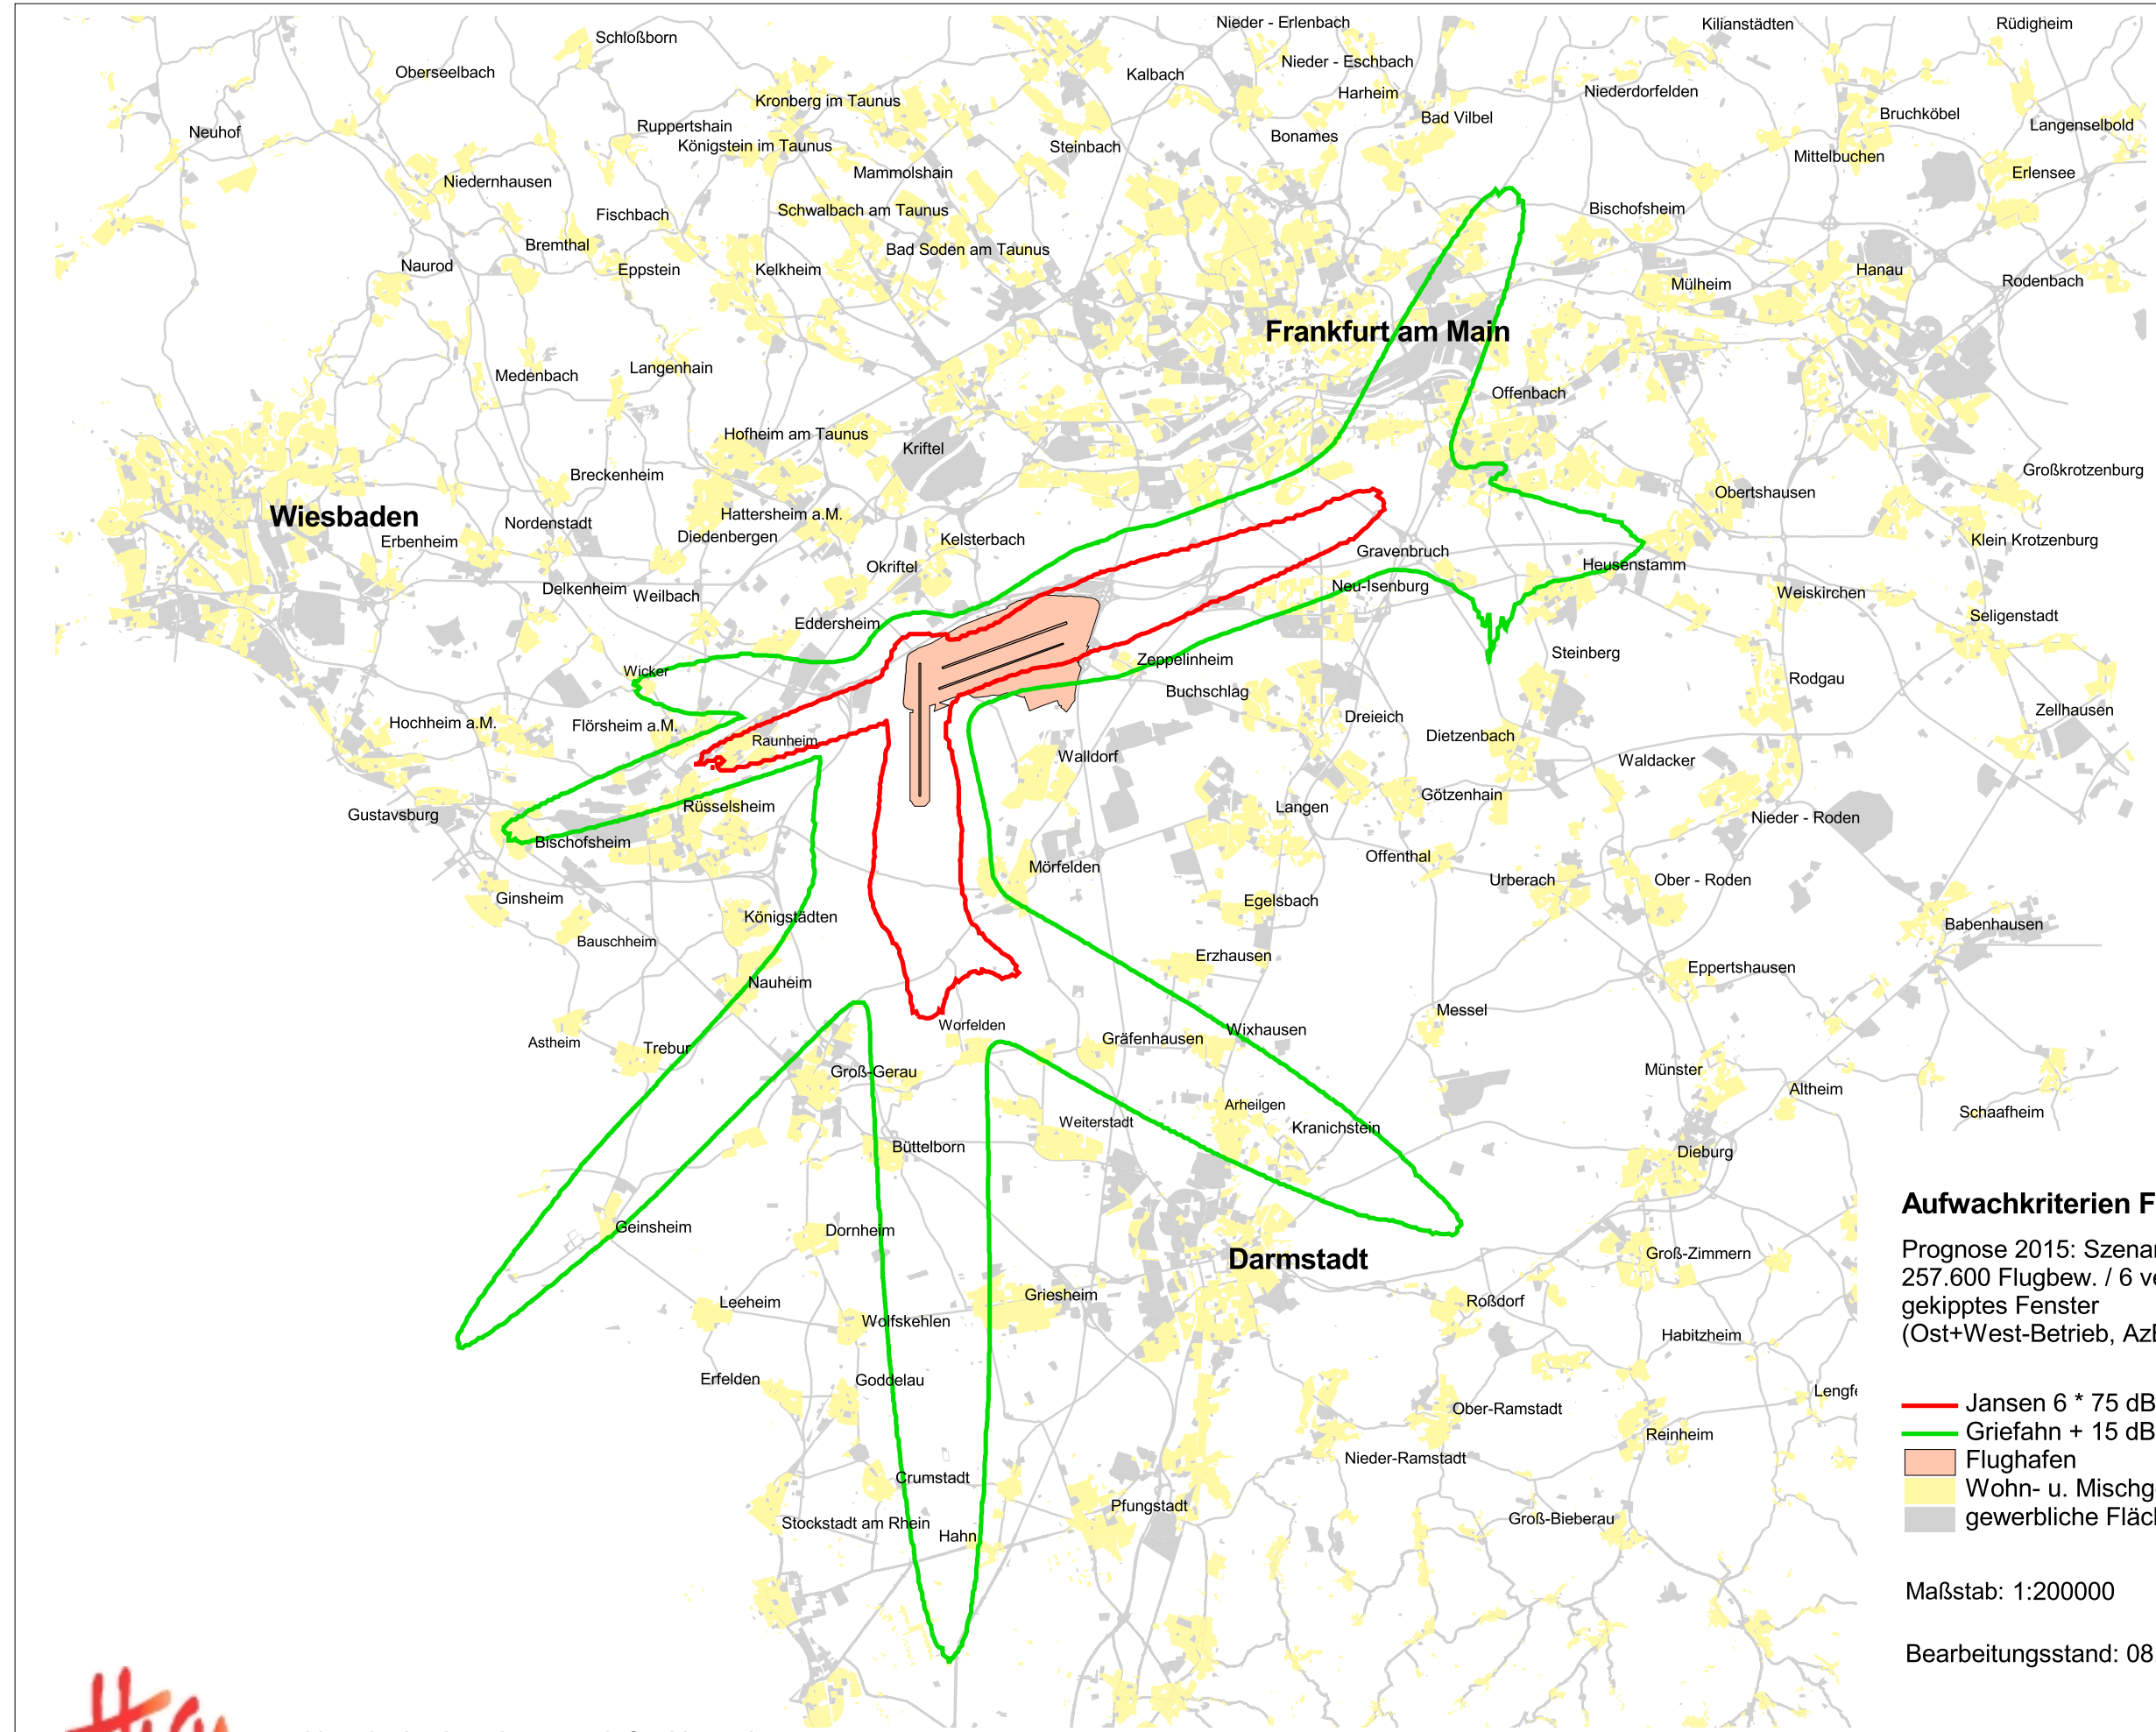 Nieder - Erlenbach
Kilianstädten
Rüdigheim
Schloßborn
Oberseelbach
Kalbach
Nieder - Eschbach
Harheim
Niederdorfelden
Kronberg im Taunus
Bad Vilbel
Bruchköbel
Langenselbold
Neuhof
Ruppertshain
Königstein im Taunus
Steinbach
Bonames
Mittelbuchen
Mammolshain
Erlensee
Niedernhausen
Fischbach
Schwalbach am Taunus
Bischofsheim
Bremthal
Bad Soden am Taunus
Naurod
Eppstein
Kelkheim
Hanau
Mülheim
Rodenbach
Frankfurt am Main
Medenbach
Langenhain
Offenbach
Hofheim am Taunus
Kriftel
Breckenheim
Großkrotzenburg
Obertshausen
Wiesbaden
Nordenstadt
Hattersheim a.M.
Erbenheim
Diedenbergen
Kelsterbach
Klein Krotzenburg
Gravenbruch
Okriftel
Heusenstamm
Delkenheim
Weilbach
Neu-Isenburg
Weiskirchen
Eddersheim
Seligenstadt
Wicker
Zeppelinheim
Steinberg
Buchschlag
Rodgau
Hochheim a.M.
Flörsheim a.M.
Dreieich
Zellhausen
Raunheim
Dietzenbach
Walldorf
Waldacker
Gustavsburg
Rüsselsheim
Langen
Götzenhain
Nieder - Roden
Bischofsheim
Offenthal
Mörfelden
Urberach
Ober - Roden
Ginsheim
Egelsbach
Königstädten
Babenhausen
Bauschheim
Erzhausen
Eppertshausen
Nauheim
Messel
Worfelden
Wixhausen
Astheim
Trebur
Gräfenhausen
Groß-Gerau
Münster
Altheim
Arheilgen
Schaafheim
Weiterstadt
Kranichstein
Büttelborn
Dieburg
Geinsheim
Dornheim
Darmstadt
Groß-Zimmern
Leeheim
Griesheim
Roßdorf
Wolfskehlen
Habitzheim
Erfelden
Goddelau
Lengfe
Ober-Ramstadt
Reinheim
Nieder-Ramstadt
Crumstadt
Pfungstadt
Stockstadt am Rhein
Hahn
Groß-Bieberau
Aufwachkriterien F
Prognose 2015: Szenar
257.600 Flugbew. / 6 ve
gekipptes Fenster
(Ost+West-Betrieb, AzB
Jansen 6 * 75 dB
Griefahn + 15 dB
Flughafen
Wohn- u. Mischg
gewerbliche Fläch
Maßstab: 1:200000
Bearbeitungsstand: 08